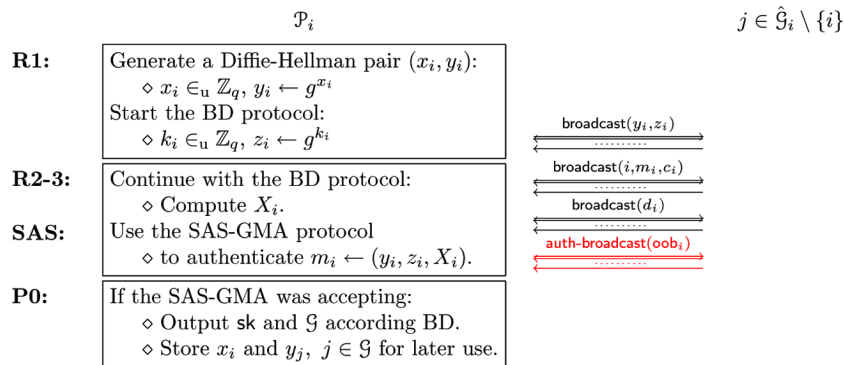 𝒫ᵢ
j ∈ 𝒢̂ᵢ \ {i}
R1: Generate a Diffie-Hellman pair (xᵢ, yᵢ):
⋄ xᵢ ∈ᵤ ℤ_q, yᵢ ← g^{xᵢ}
Start the BD protocol:
⋄ kᵢ ∈ᵤ ℤ_q, zᵢ ← g^{kᵢ}
broadcast(yᵢ,zᵢ)
R2-3: Continue with the BD protocol:
broadcast(i,mᵢ,cᵢ)
⋄ Compute Xᵢ.
broadcast(dᵢ)
SAS: Use the SAS-GMA protocol
⋄ to authenticate mᵢ ← (yᵢ, zᵢ, Xᵢ).
auth-broadcast(oobᵢ)
P0: If the SAS-GMA was accepting:
⋄ Output sk and 𝒢 according BD.
⋄ Store xᵢ and yⱼ, j ∈ 𝒢 for later use.